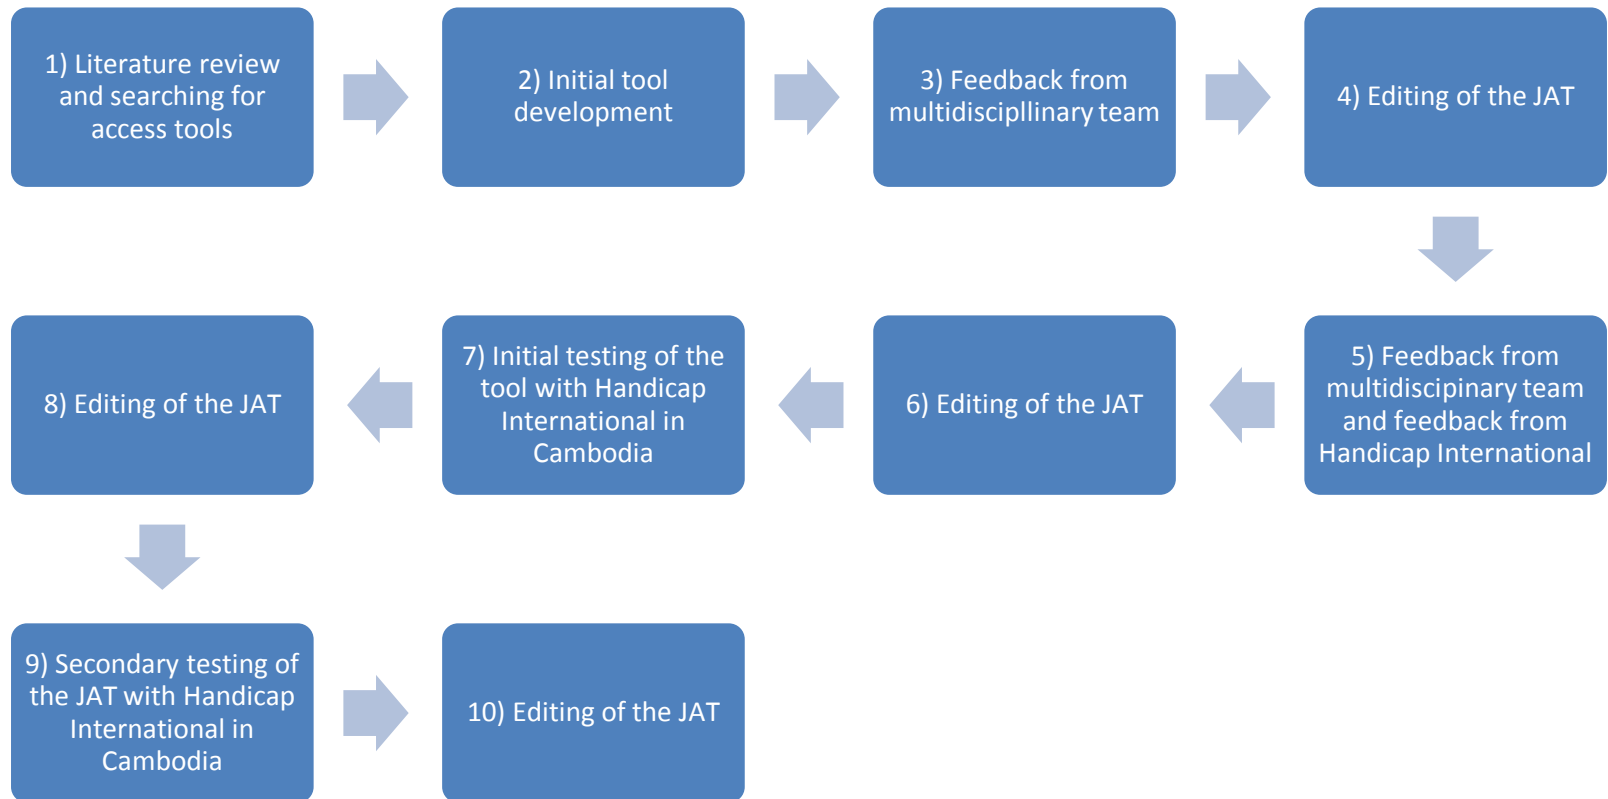 1) Literature review
and searching for
access tools
2) Initial tool
development
3) Feedback from
multidiscipllinary team
4) Editing of the JAT
5) Feedback from
multidiscipinary team
and feedback from
Handicap International
6) Editing of the JAT
7) Initial testing of the
tool with Handicap
International in
Cambodia
8) Editing of the JAT
9) Secondary testing of
the JAT with Handicap
International in
Cambodia
10) Editing of the JAT